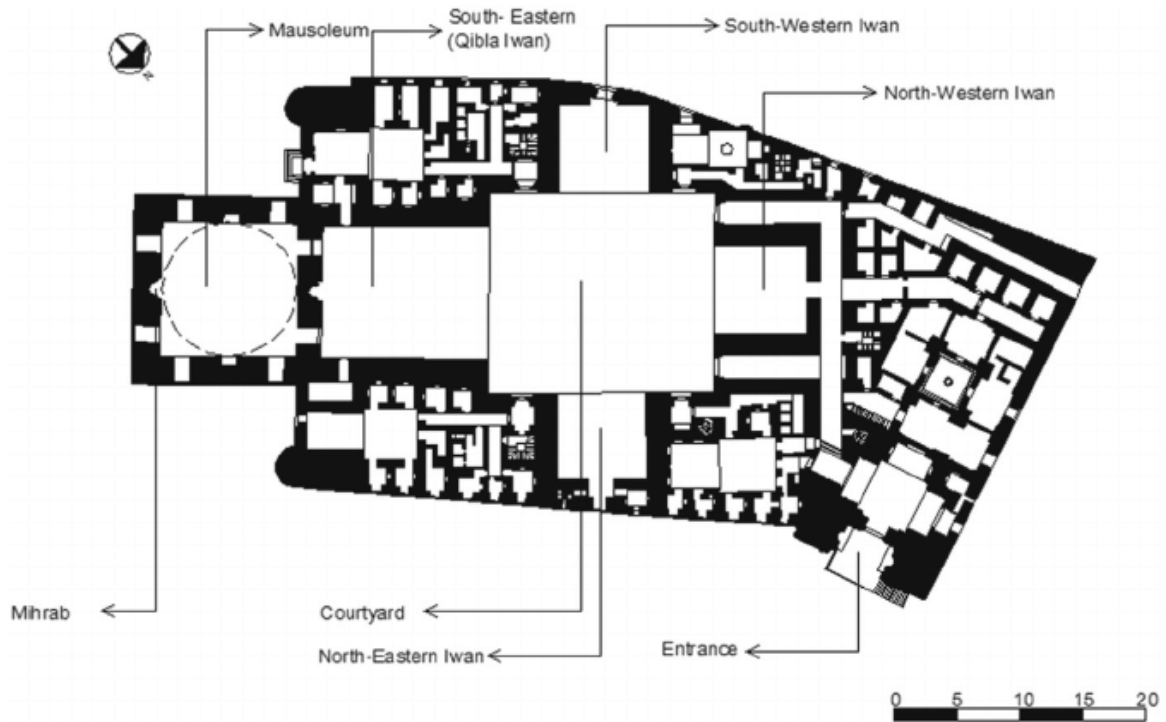 Mausoleum
South- Eastern
(Qibla Iwan)
South-Western Iwan
North-Western Iwan
N
Mihrab
Courtyard
North-Eastern Iwan
Entrance
0 5 10 15 20